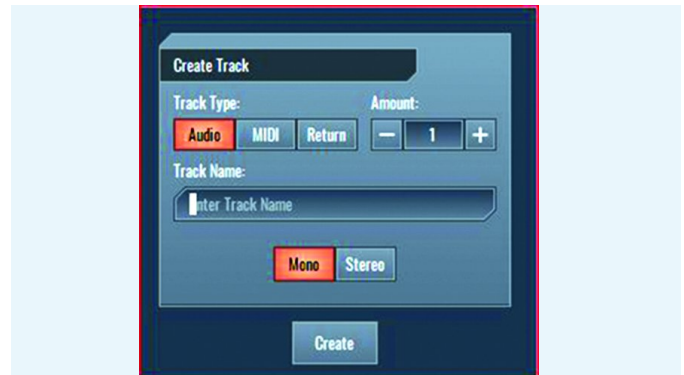 Create Track
Track Type: Amount:
Audio MIDI Return − 1 +
Track Name:
nter Track Name
Mono Stereo
Create